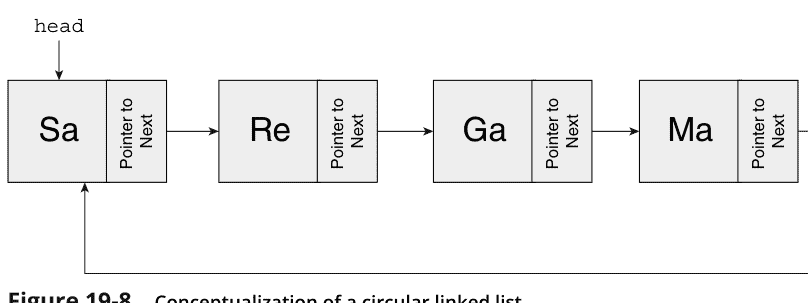 head
Sa
Pointer to
Next
Re
Pointer to
Next
Ga
Pointer to
Next
Ma
Pointer to
Next
Figure 19-8 Conceptualization of a circular linked list